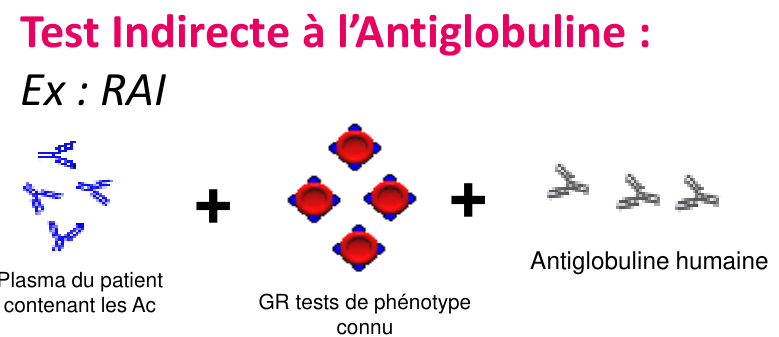 Test Indirecte à l'Antiglobuline :
Ex : RAI
+
+
Plasma du patient
contenant les Ac
GR tests de phénotype
connu
Antiglobuline humaine